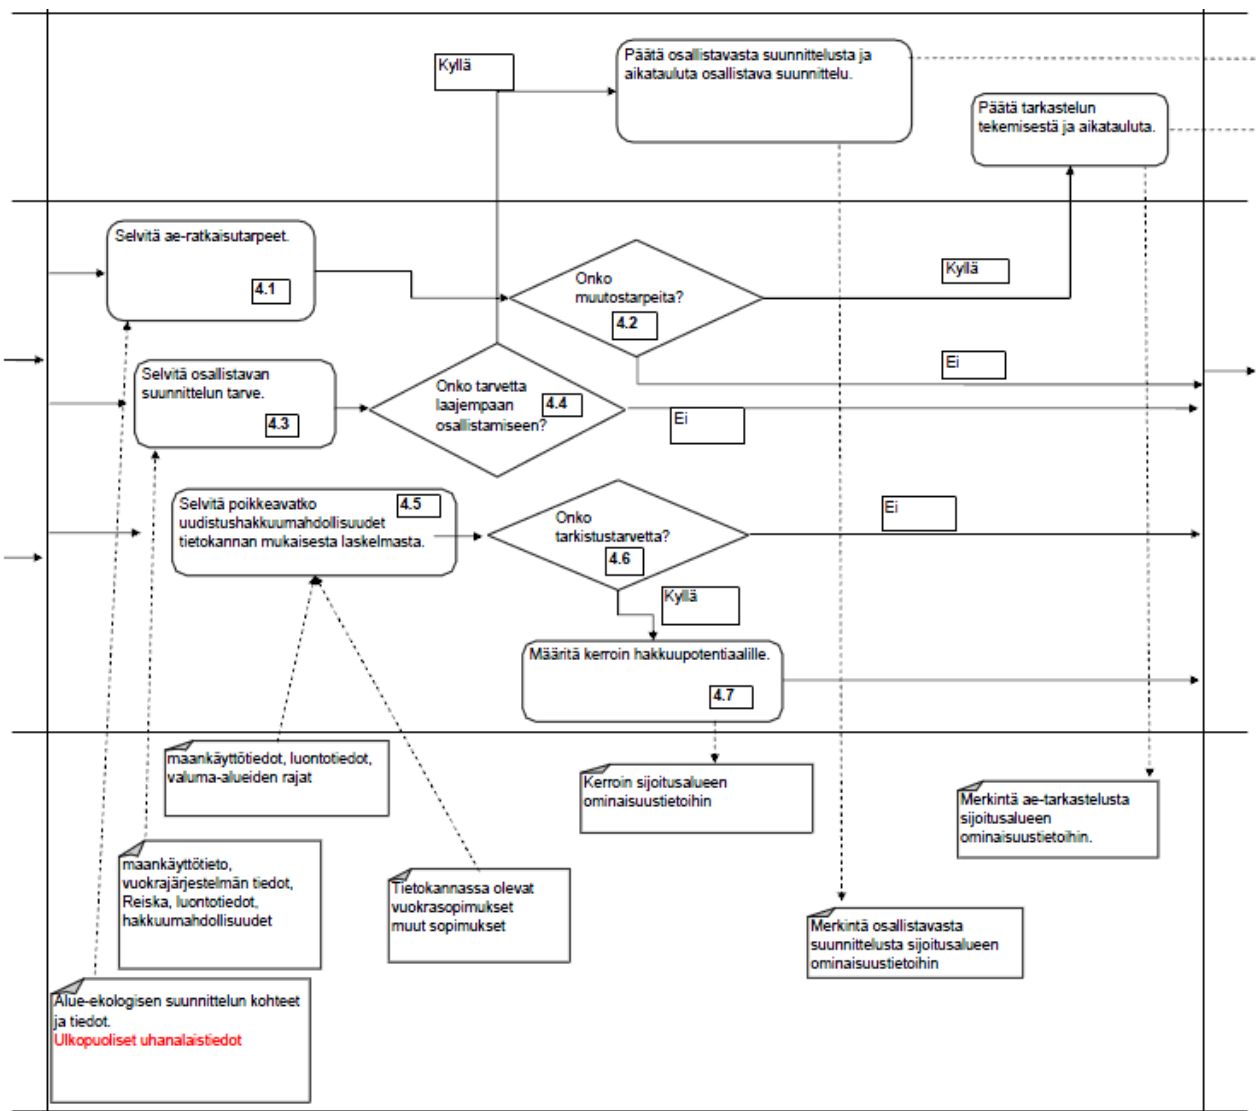 Kyllä
Päätä osallistavasta suunnittelusta ja
aikatauluta osallistava suunnittelu.
Päätä tarkastelun
tekemisestä ja aikatauluta.
Selvitä ae-ratkaisutarpeet.
4.1
Onko
muutostarpeita?
4.2
Kyllä
Ei
Selvitä osallistavan
suunnittelun tarve.
4.3
Onko tarvetta
laajempaan
osallistamiseen?
4.4
Ei
Selvitä poikkeavatko
uudistushakkuumahdollisuudet
tietokannan mukaisesta laskelmasta.
4.5
Onko
tarkistustarvetta?
4.6
Ei
Kyllä
Määritä kerroin hakkuupotentiaalille.
4.7
maankäyttötiedot, luontotiedot,
valuma-alueiden rajat
Kerroin sijoitusalueen
ominaisuustietoihin
Merkintä ae-tarkastelusta
sijoitusalueen
ominaisuustietoihin.
maankäyttötieto,
vuokrajärjestelmän tiedot,
Reiska, luontotiedot,
hakkuumahdollisuudet
Tietokannassa olevat
vuokrasopimukset
muut sopimukset
Merkintä osallistavasta
suunnittelusta sijoitusalueen
ominaisuustietoihin
Alue-ekologisen suunnittelun kohteet
ja tiedot.
Ulkopuoliset uhanalaistiedot